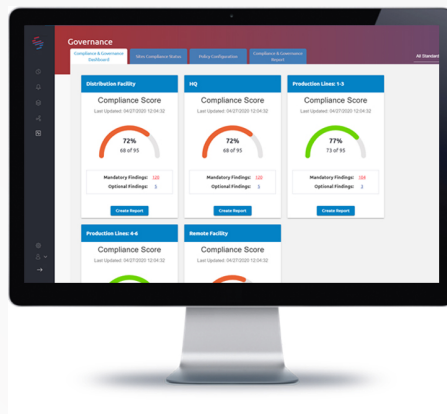 Governance
Compliance & Governance
Dashboard
New Compliance Status
Policy Configuration
Compliance & Governance
Report
All Standard
Distribution Facility
HQ
Production Lines: 1-3
Compliance Score
Compliance Score
Compliance Score
Last Updated: 04/27/2020 12:04:32
Last Updated: 04/27/2020 12:04:32
Last Updated: 04/27/2020 12:04:32
72%
72%
77%
68 of 95
68 of 95
73 of 95
Mandatory Findings: 120
Mandatory Findings: 120
Mandatory Findings:
Optional Findings:
Optional Findings:
Optional Findings:
Create Report
Create Report
Create Report
Production Lines: 4-6
Remote Facility
Compliance Score
Compliance Score
Last Updated: 04/27/2020 12:04:32
Last Updated: 04/27/2020 12:04:32